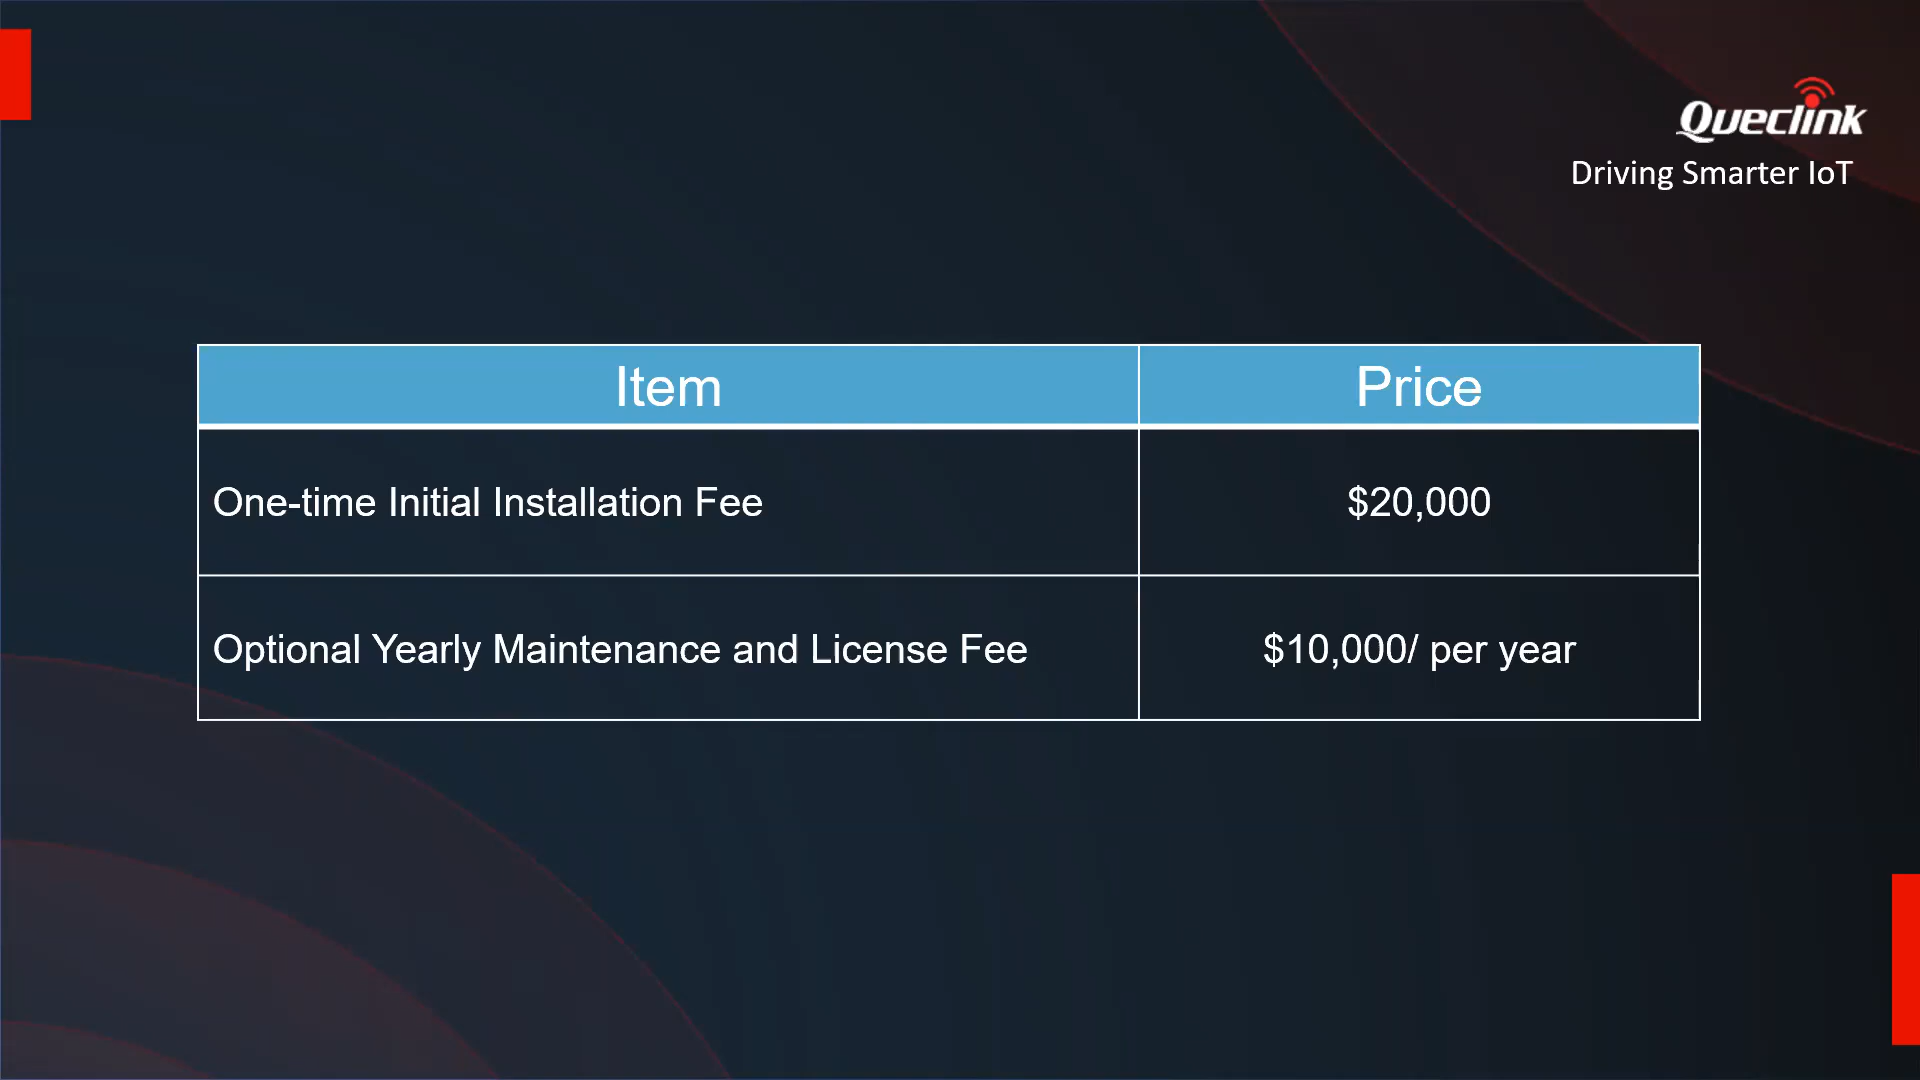 Queclink
Driving Smarter IoT
Item Price
One-time Initial Installation Fee $20,000
Optional Yearly Maintenance and License Fee $10,000/ per year